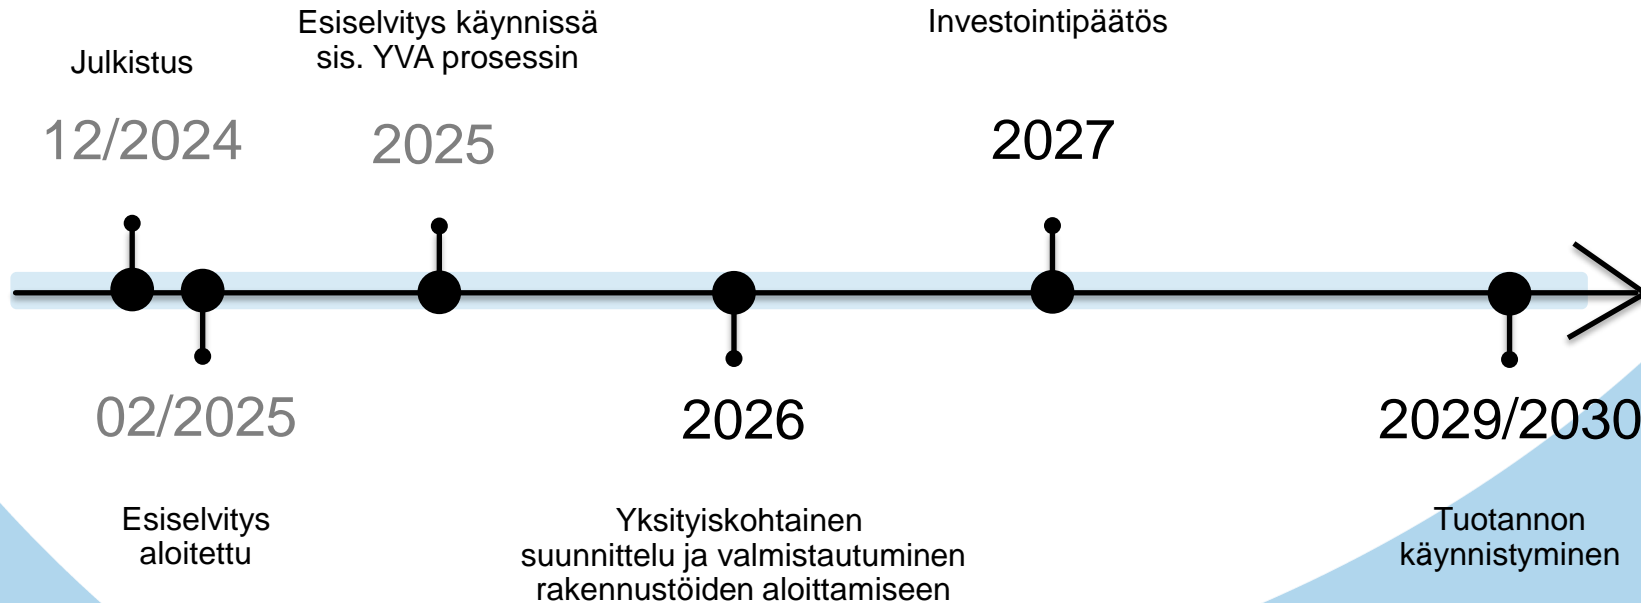 Julkistus
12/2024
Esiselvitys käynnissä
sis. YVA prosessin
2025
Investointipäätös
2027
02/2025
Esiselvitys
aloitettu
2026
Yksityiskohtainen
suunnittelu ja valmistautuminen
rakennustöiden aloittamiseen
2029/2030
Tuotannon
käynnistyminen